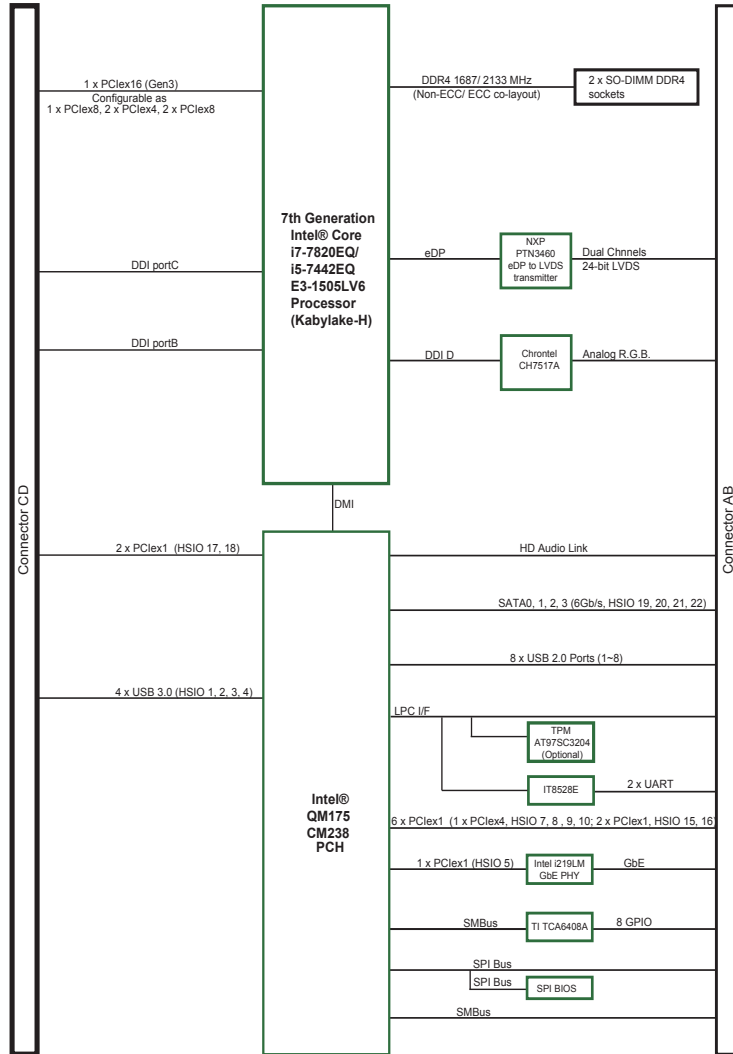 1 x PCIex16 (Gen3)
Configurable as
1 x PCIex8, 2 x PCIex4, 2 x PCIex8
DDR4 1687/ 2133 MHz
(Non-ECC/ ECC co-layout)
2 x SO-DIMM DDR4
sockets
7th Generation
Intel® Core
i7-7820EQ/
i5-7442EQ
E3-1505LV6
Processor
(Kabylake-H)
DDI portC
DDI portB
eDP
NXP
PTN3460
eDP to LVDS
transmitter
Dual Chnnels
24-bit LVDS
DDI D
Chrontel
CH7517A
Analog R.G.B.
Connector CD
Connector AB
DMI
2 x PCIex1 (HSIO 17, 18)
4 x USB 3.0 (HSIO 1, 2, 3, 4)
Intel®
QM175
CM238
PCH
HD Audio Link
SATA0, 1, 2, 3 (6Gb/s, HSIO 19, 20, 21, 22)
8 x USB 2.0 Ports (1~8)
LPC I/F
TPM
AT97SC3204
(Optional)
IT8528E
2 x UART
6 x PCIex1 (1 x PCIex4, HSIO 7, 8 , 9, 10; 2 x PCIex1, HSIO 15, 16)
1 x PCIex1 (HSIO 5)
Intel i219LM
GbE PHY
GbE
SMBus
TI TCA6408A
8 GPIO
SPI Bus
SPI Bus
SPI BIOS
SMBus